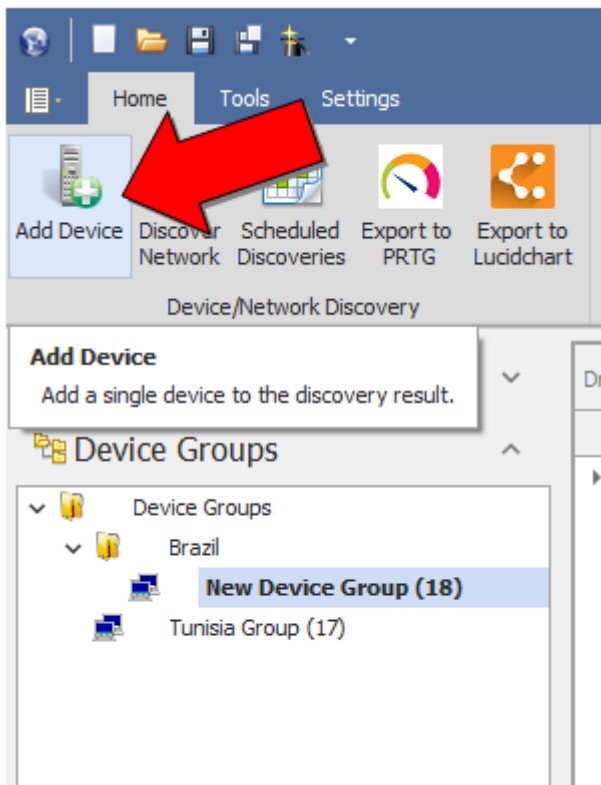 Home Tools Settings
Add Device Discover Scheduled Export to Export to
Network Discoveries PRTG Lucidchart
Device/Network Discovery
Add Device
Add a single device to the discovery result.
Device Groups
Device Groups
Brazil
New Device Group (18)
Tunisia Group (17)